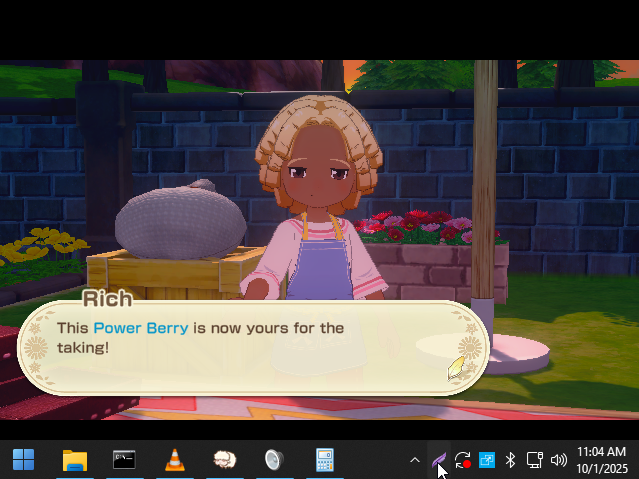 Rich
This Power Berry is now yours for the
taking!
11:04 AM
10/1/2025